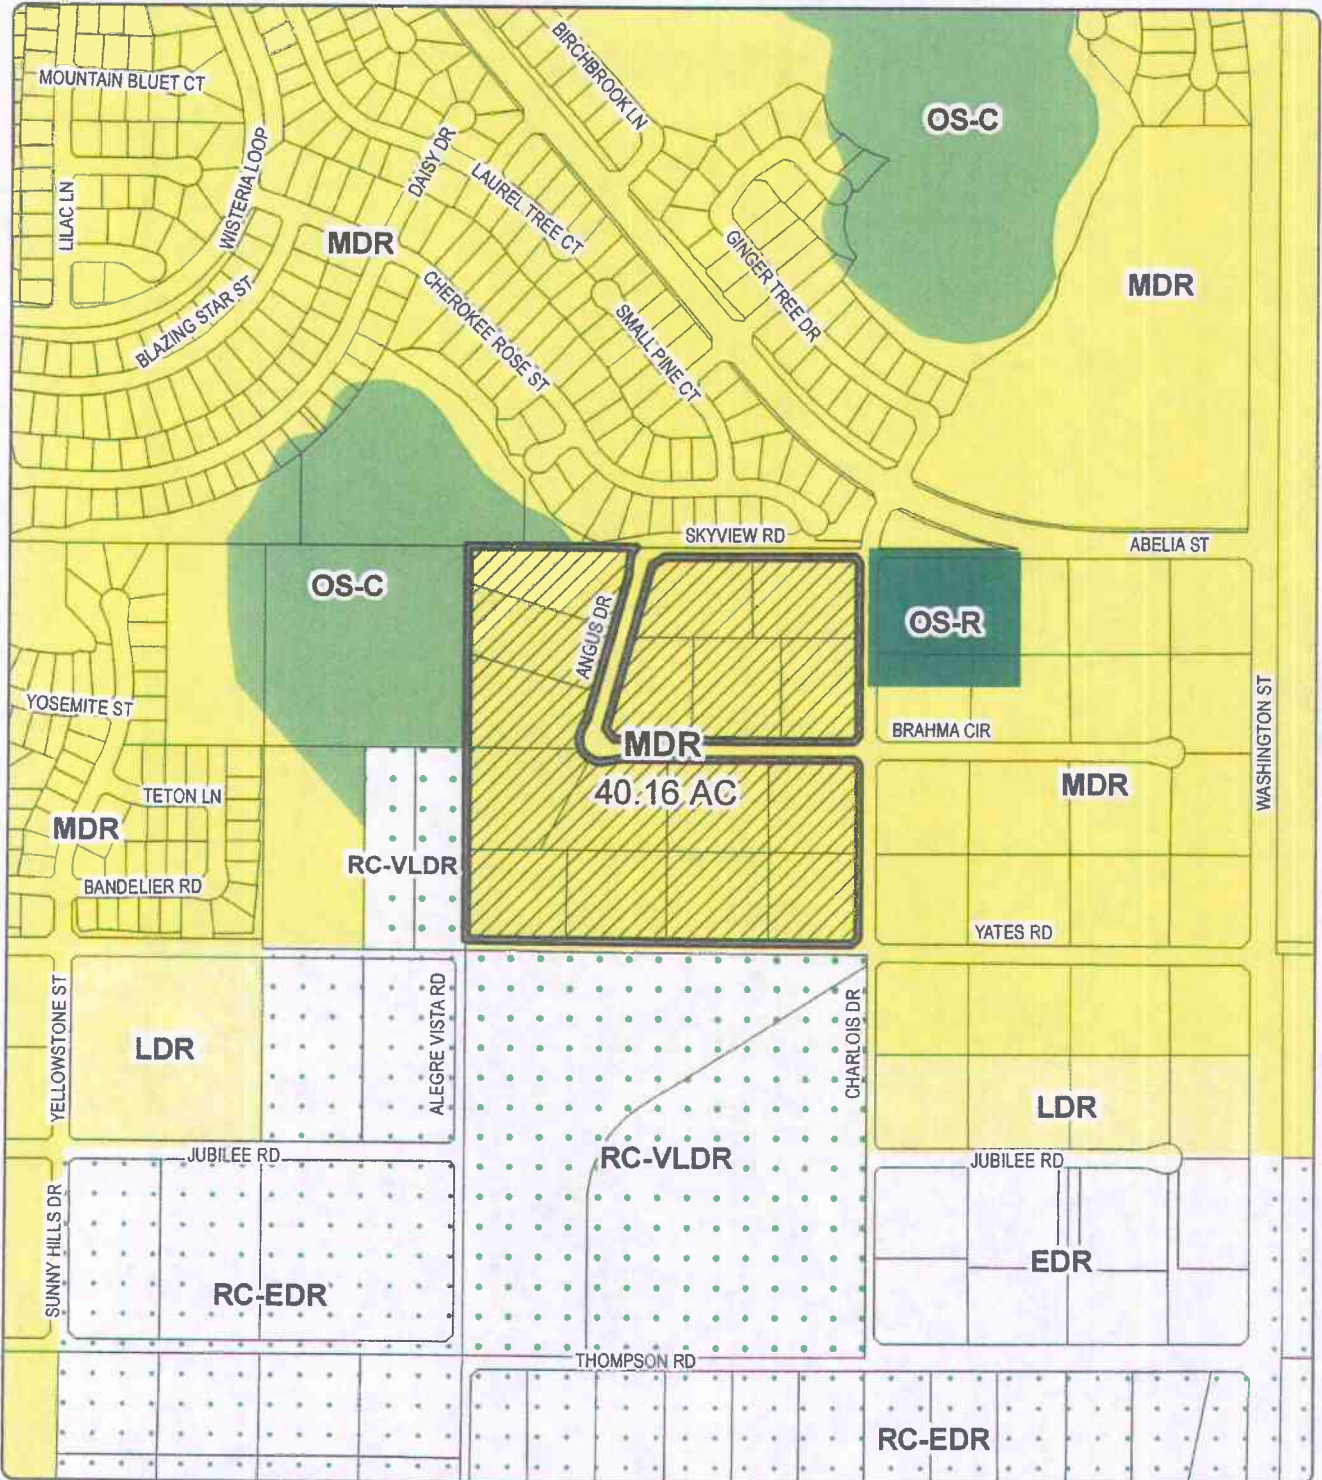 MOUNTAIN BLUET CT
BIRCHBROOK LN
OS-C
WISTERIA LOOP
DAISY DR
LILAC LN
LAUREL TREE CT
MDR
GINGER TREE DR
MDR
CHEROKEE ROSE ST
BLAZING STAR ST
SMALL PINE CT
SKYVIEW RD
ABELIA ST
OS-C
ANGUS DR
OS-R
YOSEMITE ST
WASHINGTON ST
BRAHMA CIR
MDR
40.16 AC
MDR
TETON LN
MDR
RC-VLDR
BANDELIER RD
YATES RD
YELLOWSTONE ST
LDR
ALEGRE VISTA RD
CHARLOIS DR
LDR
JUBILEE RD
RC-VLDR
JUBILEE RD
SUNNY HILLS DR
RC-EDR
EDR
THOMPSON RD
RC-EDR